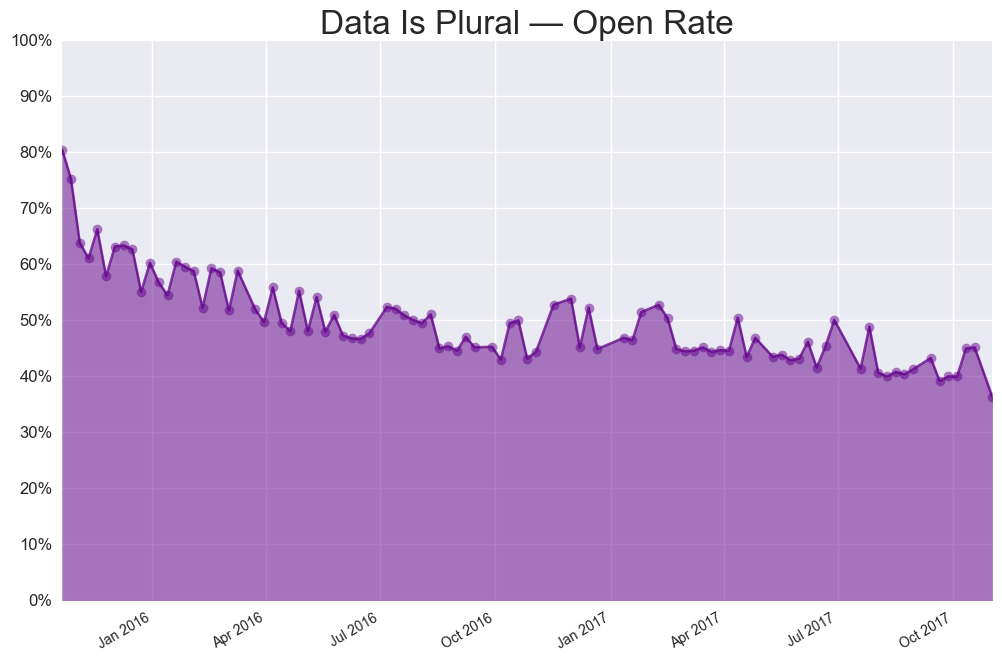 Data Is Plural — Open Rate
100%
90%
80%
70%
60%
50%
40%
30%
20%
10%
0%
Jan 2016
Apr 2016
Jul 2016
Oct 2016
Jan 2017
Apr 2017
Jul 2017
Oct 2017